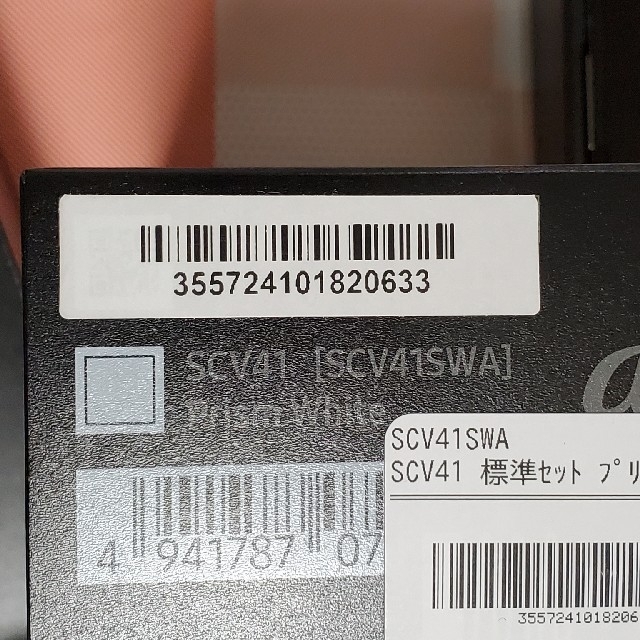 355724101820633
SCV41 [SCV41SWA]
Prism White
4 941787 07
SCV41SWA
SCV41 標準ｾｯﾄ ﾌﾟﾘ
3557241018206